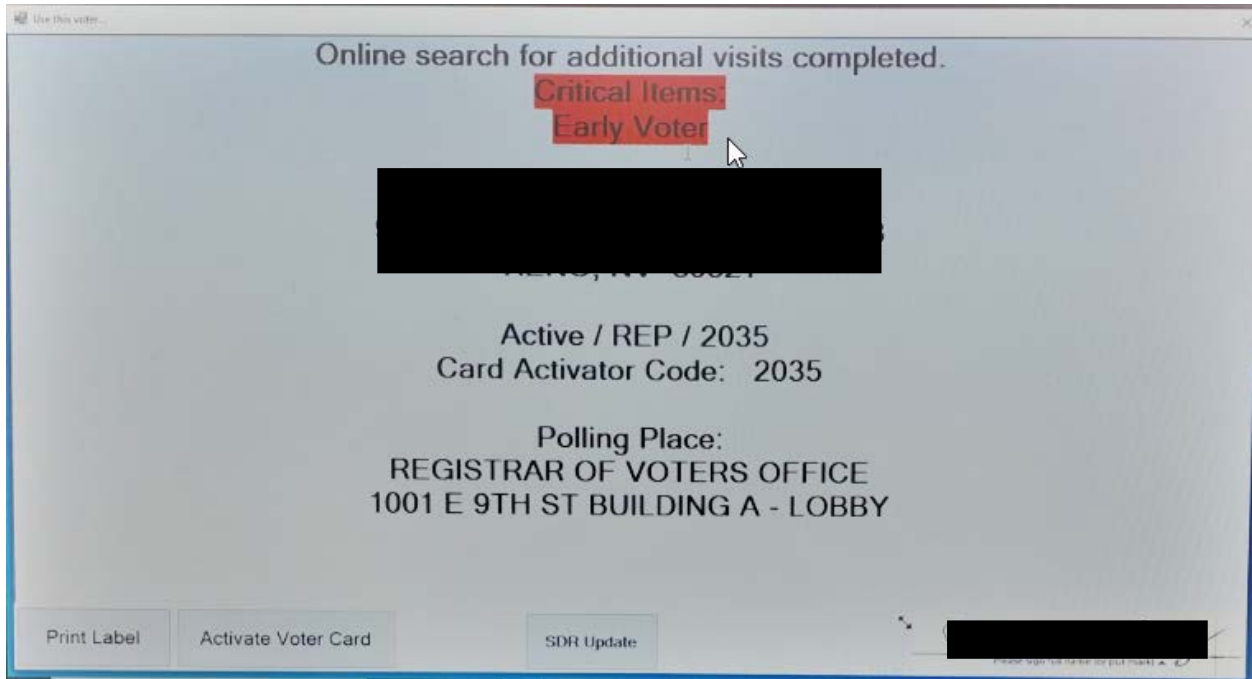 Use this voter...
Online search for additional visits completed.
Critical Items:
Early Voter
Active / REP / 2035
Card Activator Code: 2035
Polling Place:
REGISTRAR OF VOTERS OFFICE
1001 E 9TH ST BUILDING A - LOBBY
Print Label
Activate Voter Card
SDR Update